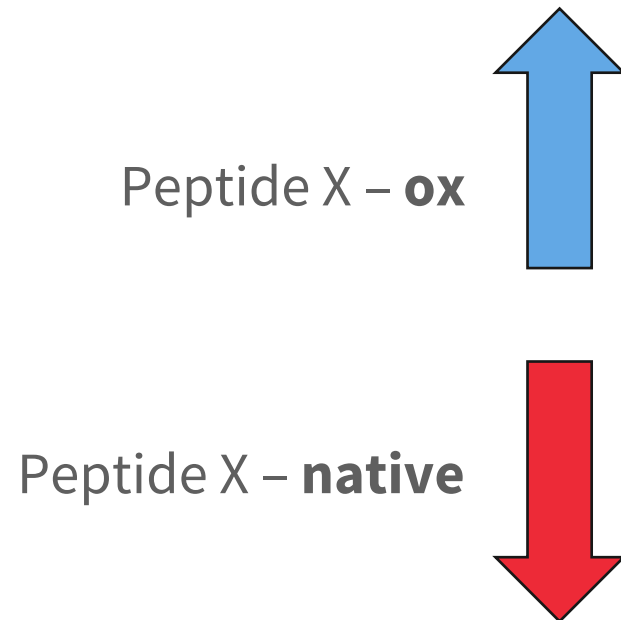 Peptide X – ox
Peptide X – native